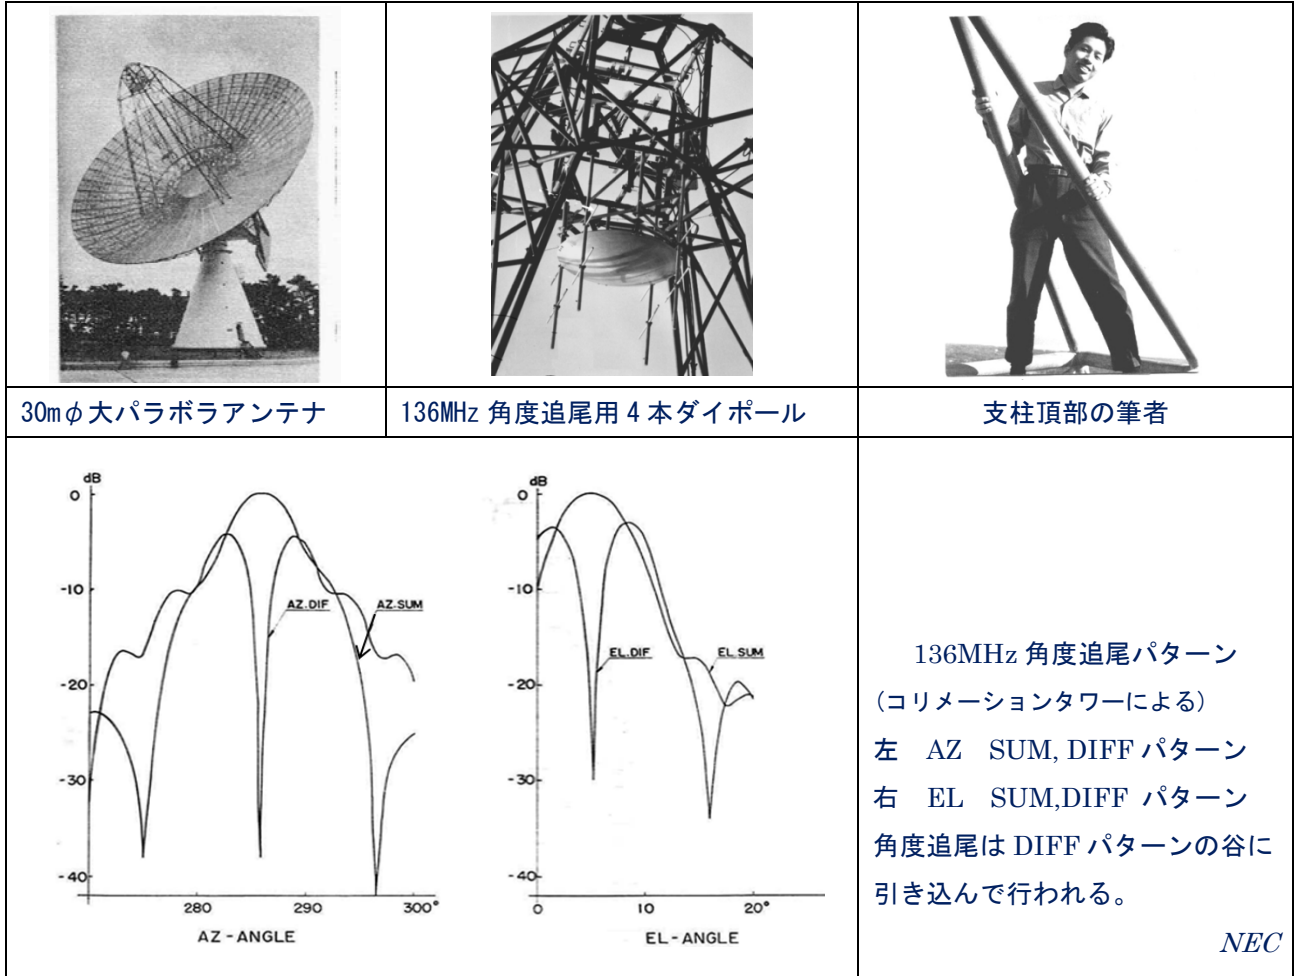 30mφ大パラボラアンテナ
136MHz 角度追尾用 4 本ダイポール
支柱頂部の筆者
dB
0
-10
-20
-30
-40
AZ.DIF
AZ.SUM
280
290
300°
AZ-ANGLE
dB
0
-10
-20
-30
-40
EL.DIF
EL.SUM
0
10
20°
EL-ANGLE
136MHz 角度追尾パターン
(コリメーションタワーによる)
左 AZ SUM, DIFF パターン
右 EL SUM,DIFF パターン
角度追尾は DIFF パターンの谷に
引き込んで行われる。
NEC